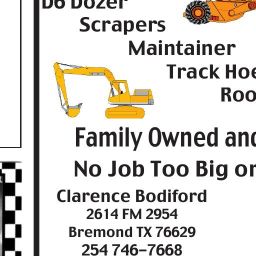 D6 Dozer
Scrapers
Maintainer
Track Hoe
Roo
Family Owned and
No Job Too Big or
Clarence Bodiford
2614 FM 2954
Bremond TX 76629
254 746-7668